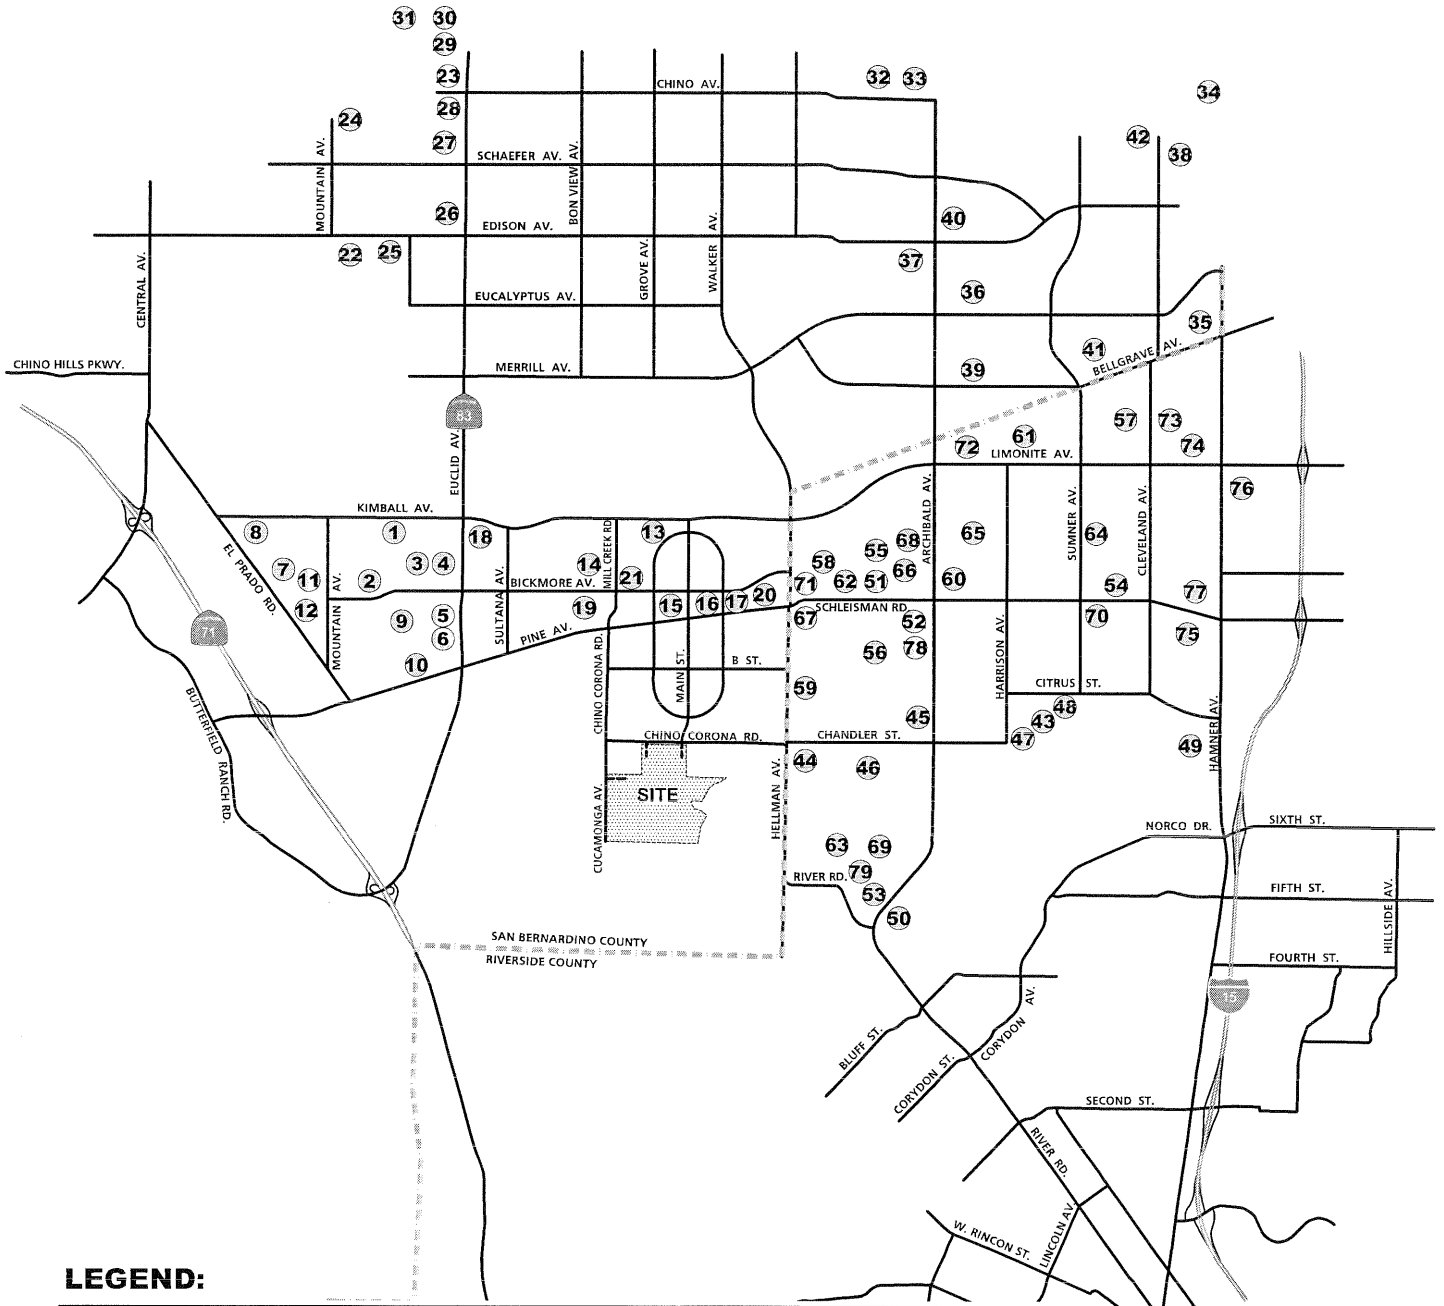 31 30
29
23 32 33
CHINO AV.
34
28
24
42
27
38
SCHAEFER AV.
MOUNTAIN AV.
BON VIEW AV.
26
40
EDISON AV.
WALKER AV.
22 25
37
GROVE AV.
CENTRAL AV.
36
EUCALYPTUS AV.
35
41
BELLGRAVE AV.
CHINO HILLS PKWY.
MERRILL AV.
39
83
57 73
61
72
74
LIMONITE AV.
EUCLID AV.
76
KIMBALL AV.
8 1 18 13
MILL CREEK RD.
ARCHIBALD AV.
SUMNER AV.
CLEVELAND AV.
65 64
68
55
3 4 14
58
7 11 2
21
66
EL PRADO RD.
MOUNTAIN AV.
BICKMORE AV.
71 62 51 60 54
77
20
12
19 15 16 17
SCHLEISMAN RD.
9 5
SULTANA AV.
67 52 70
71
6
PINE AV.
75
56 78
10
CHINO CORONA RD.
MAIN ST.
B ST.
HARRISON AV.
59
CITRUS ST.
BUTTERFIELD RANCH RD.
48
45 43
HAMNER AV.
CHINO CORONA RD.
CHANDLER ST.
47
49
44 46
HELLMAN AV.
SITE
CUCAMONGA AV.
NORCO DR.
SIXTH ST.
63 69
79
RIVER RD.
53
FIFTH ST.
HILLSIDE AV.
50
SAN BERNARDINO COUNTY
RIVERSIDE COUNTY
FOURTH ST.
15
BLUFF ST.
CORYDON AV.
CORYDON ST.
SECOND ST.
RIVER RD.
W. RINCON ST.
LINCOLN AV.
LEGEND: